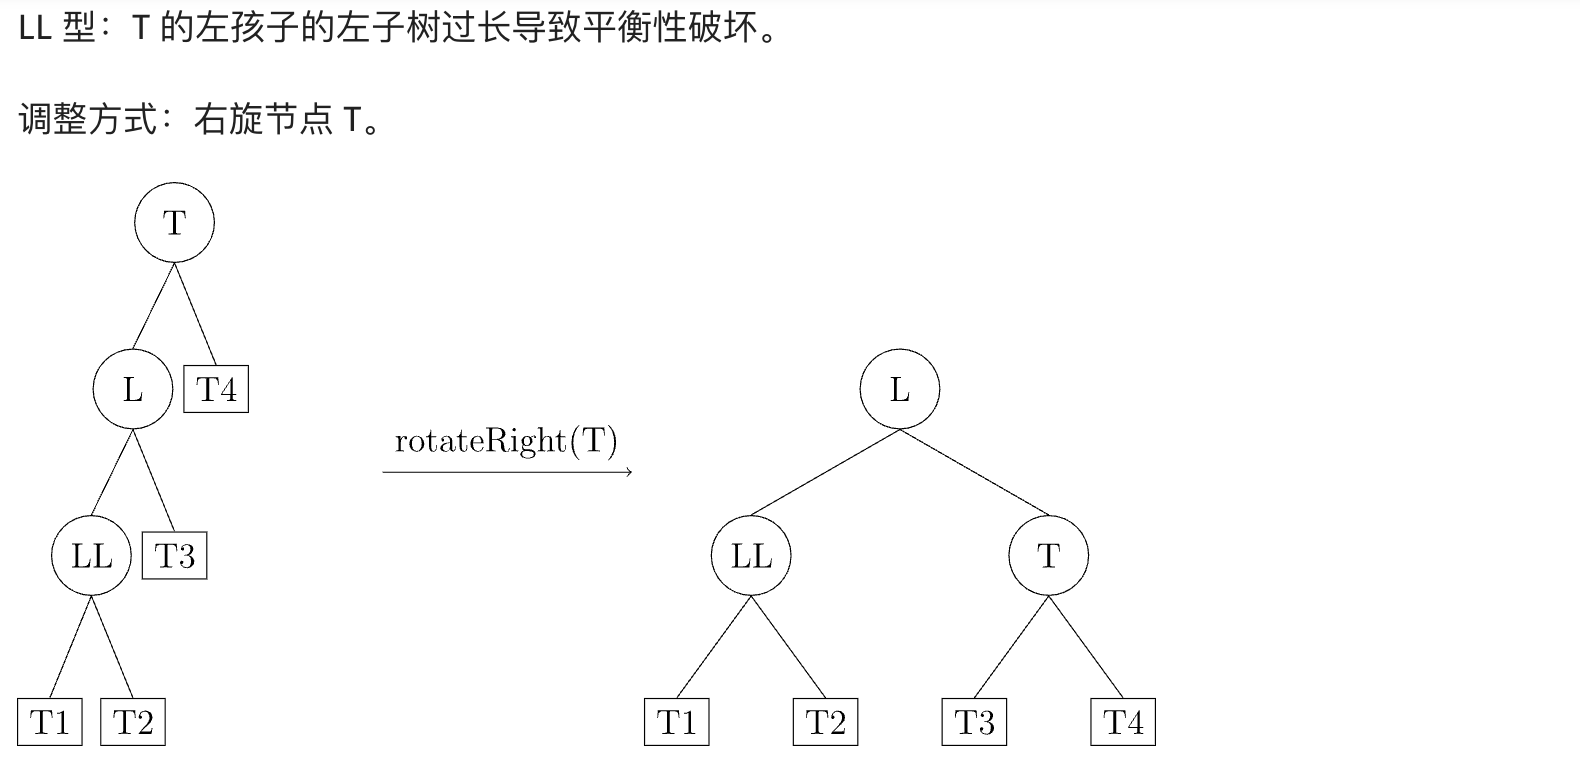 LL 型：T 的左孩子的左子树过长导致平衡性破坏。
调整方式：右旋节点 T。
T
L T4
LL T3
T1 T2
rotateRight(T)
L
LL T
T1 T2 T3 T4